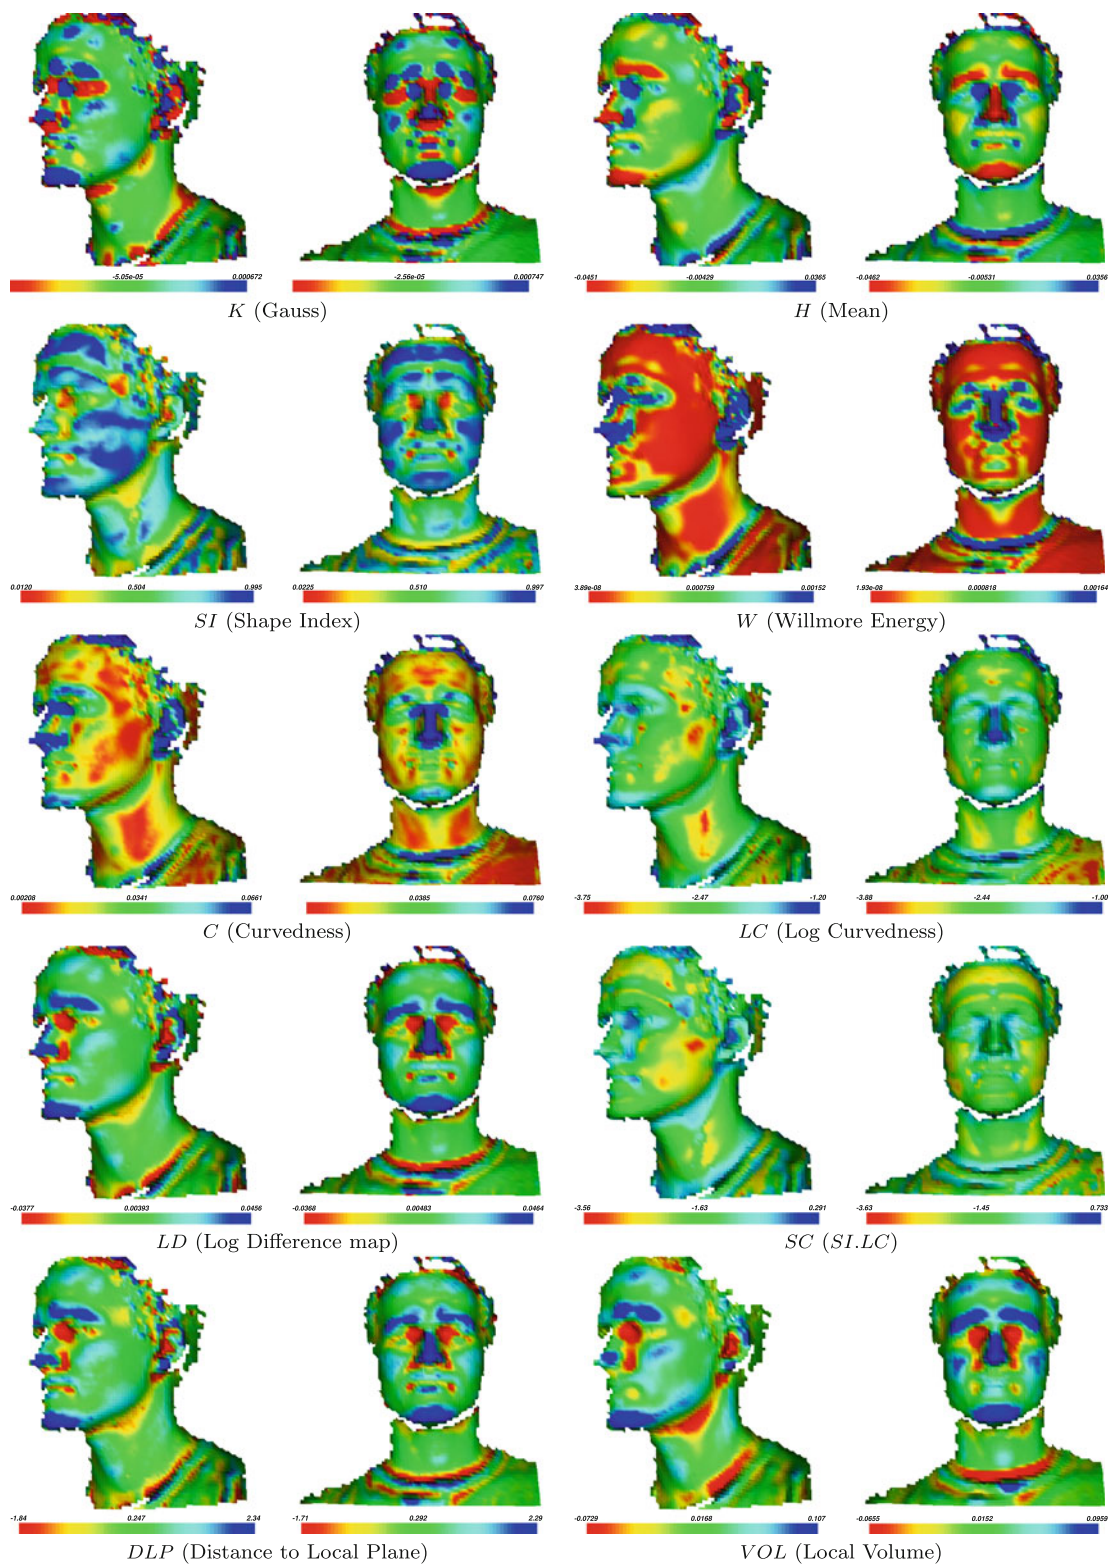 -5.05e-05 0.000672 -2.56e-05 0.000747 -0.0451 -0.00429 0.0365 -0.0462 -0.00531 0.0356
K (Gauss) H (Mean)
0.0120 0.504 0.995 0.0225 0.510 0.997 3.89e-08 0.000759 0.00152 1.93e-08 0.000818 0.00164
SI (Shape Index) W (Willmore Energy)
0.00208 0.0341 0.0661 0.0385 0.0760 -3.75 -2.47 -1.20 -3.88 -2.44 -1.00
C (Curvedness) LC (Log Curvedness)
-0.0377 0.00393 0.0456 -0.0368 0.00483 0.0464 -3.56 -1.63 0.291 -3.63 -1.45 0.733
LD (Log Difference map) SC (SI.LC)
-1.84 0.247 2.34 -1.71 0.292 2.29 -0.0729 0.0168 0.107 -0.0655 0.0152 0.0959
DLP (Distance to Local Plane) VOL (Local Volume)